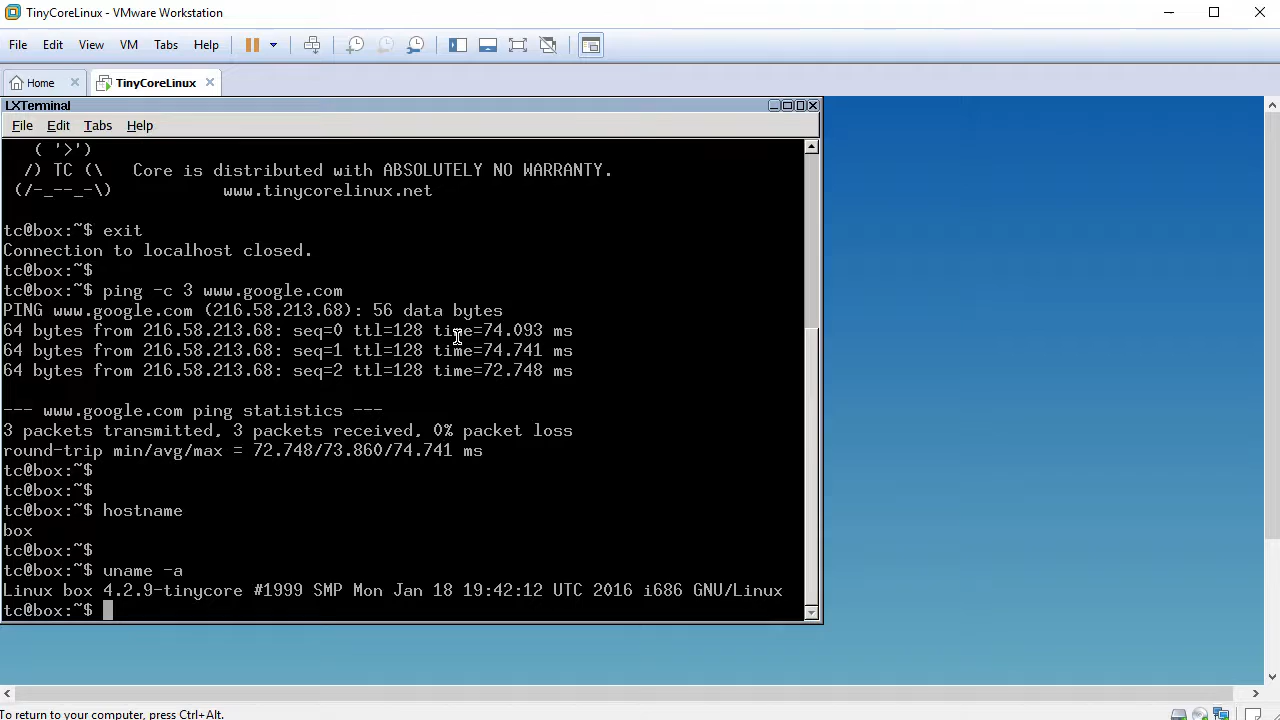 TinyCoreLinux - VMware Workstation
File Edit View VM Tabs Help
Home TinyCoreLinux
LXTerminal
File Edit Tabs Help
( '>')
/) TC (\ Core is distributed with ABSOLUTELY NO WARRANTY.
(/-_--_-\) www.tinycorelinux.net
tc@box:~$ exit
Connection to localhost closed.
tc@box:~$
tc@box:~$ ping -c 3 www.google.com
PING www.google.com (216.58.213.68): 56 data bytes
64 bytes from 216.58.213.68: seq=0 ttl=128 time=74.093 ms
64 bytes from 216.58.213.68: seq=1 ttl=128 time=74.741 ms
64 bytes from 216.58.213.68: seq=2 ttl=128 time=72.748 ms
--- www.google.com ping statistics ---
3 packets transmitted, 3 packets received, 0% packet loss
round-trip min/avg/max = 72.748/73.860/74.741 ms
tc@box:~$
tc@box:~$
tc@box:~$ hostname
box
tc@box:~$
tc@box:~$ uname -a
Linux box 4.2.9-tinycore #1999 SMP Mon Jan 18 19:42:12 UTC 2016 i686 GNU/Linux
tc@box:~$
To return to your computer, press Ctrl+Alt.